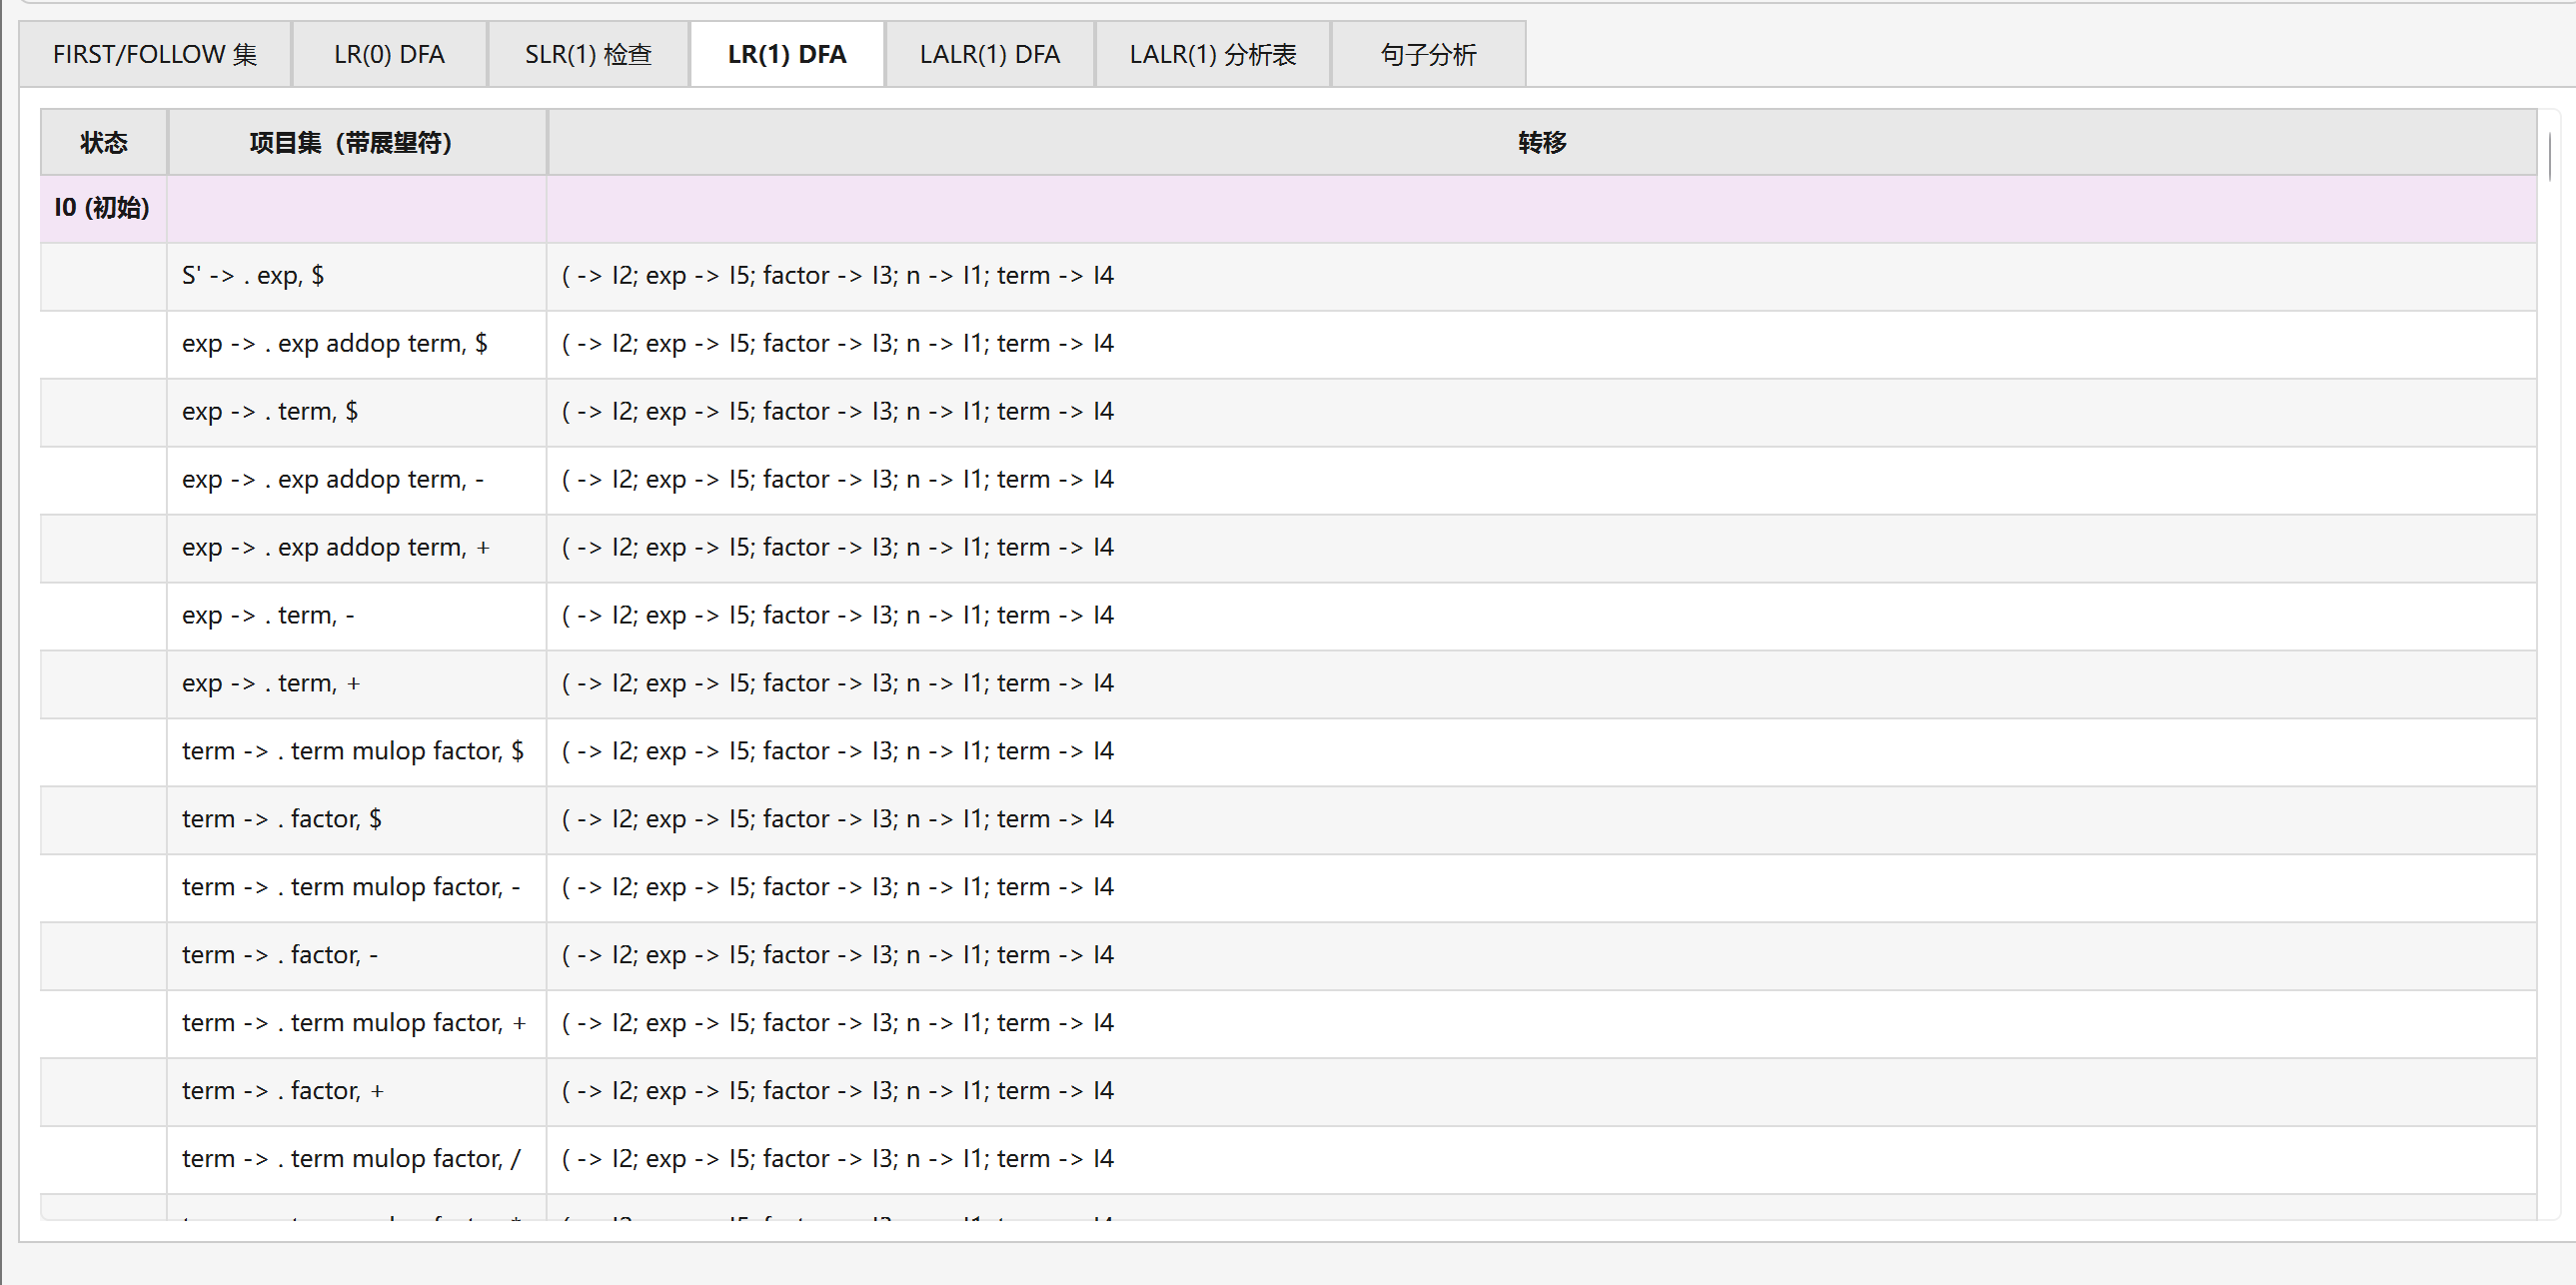 FIRST/FOLLOW 集 LR(0) DFA SLR(1) 检查 LR(1) DFA LALR(1) DFA LALR(1) 分析表 句子分析
状态 项目集（带展望符） 转移
I0 (初始)
S' -> . exp, $ ( -> I2; exp -> I5; factor -> I3; n -> I1; term -> I4
exp -> . exp addop term, $ ( -> I2; exp -> I5; factor -> I3; n -> I1; term -> I4
exp -> . term, $ ( -> I2; exp -> I5; factor -> I3; n -> I1; term -> I4
exp -> . exp addop term, - ( -> I2; exp -> I5; factor -> I3; n -> I1; term -> I4
exp -> . exp addop term, + ( -> I2; exp -> I5; factor -> I3; n -> I1; term -> I4
exp -> . term, - ( -> I2; exp -> I5; factor -> I3; n -> I1; term -> I4
exp -> . term, + ( -> I2; exp -> I5; factor -> I3; n -> I1; term -> I4
term -> . term mulop factor, $ ( -> I2; exp -> I5; factor -> I3; n -> I1; term -> I4
term -> . factor, $ ( -> I2; exp -> I5; factor -> I3; n -> I1; term -> I4
term -> . term mulop factor, - ( -> I2; exp -> I5; factor -> I3; n -> I1; term -> I4
term -> . factor, - ( -> I2; exp -> I5; factor -> I3; n -> I1; term -> I4
term -> . term mulop factor, + ( -> I2; exp -> I5; factor -> I3; n -> I1; term -> I4
term -> . factor, + ( -> I2; exp -> I5; factor -> I3; n -> I1; term -> I4
term -> . term mulop factor, / ( -> I2; exp -> I5; factor -> I3; n -> I1; term -> I4